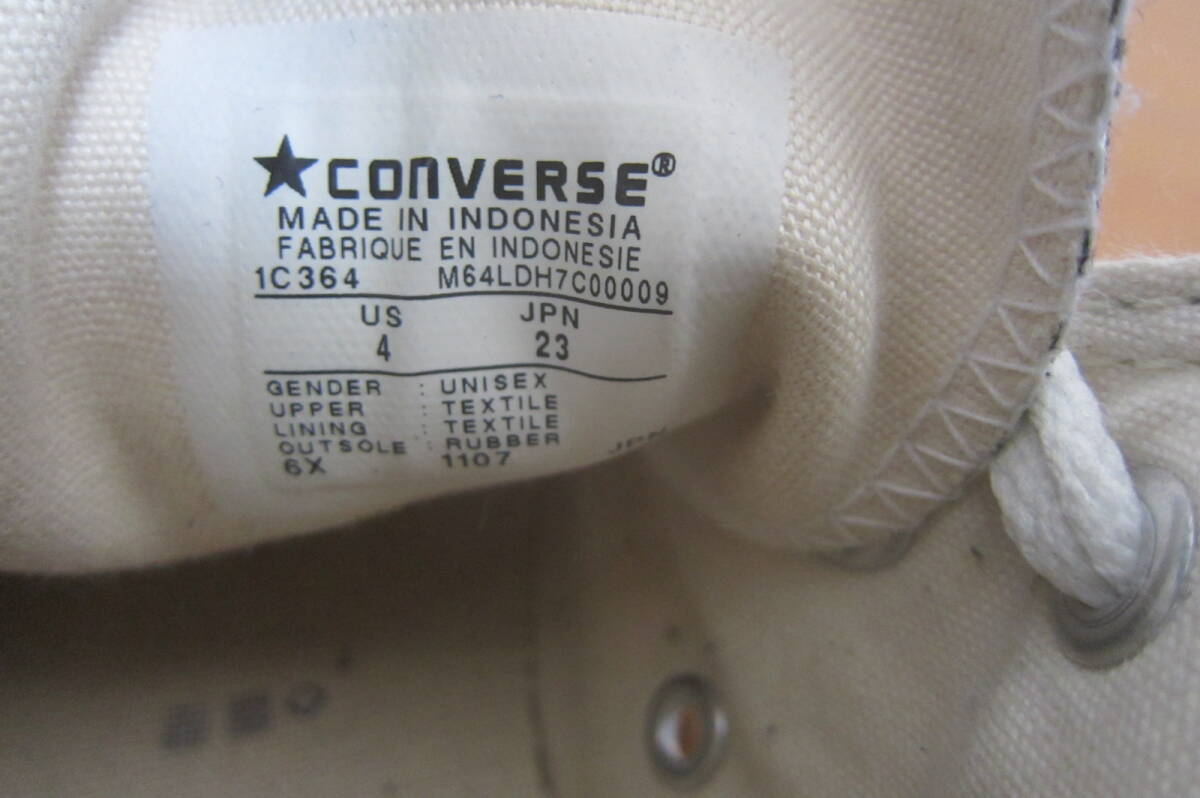 ★CONVERSE®
MADE IN INDONESIA
FABRIQUE EN INDONESIE
1C364 M64LDH7C00009
US JPN
4 23
GENDER : UNISEX
UPPER : TEXTILE
LINING : TEXTILE
OUTSOLE : RUBBER
6X 1107 JPN